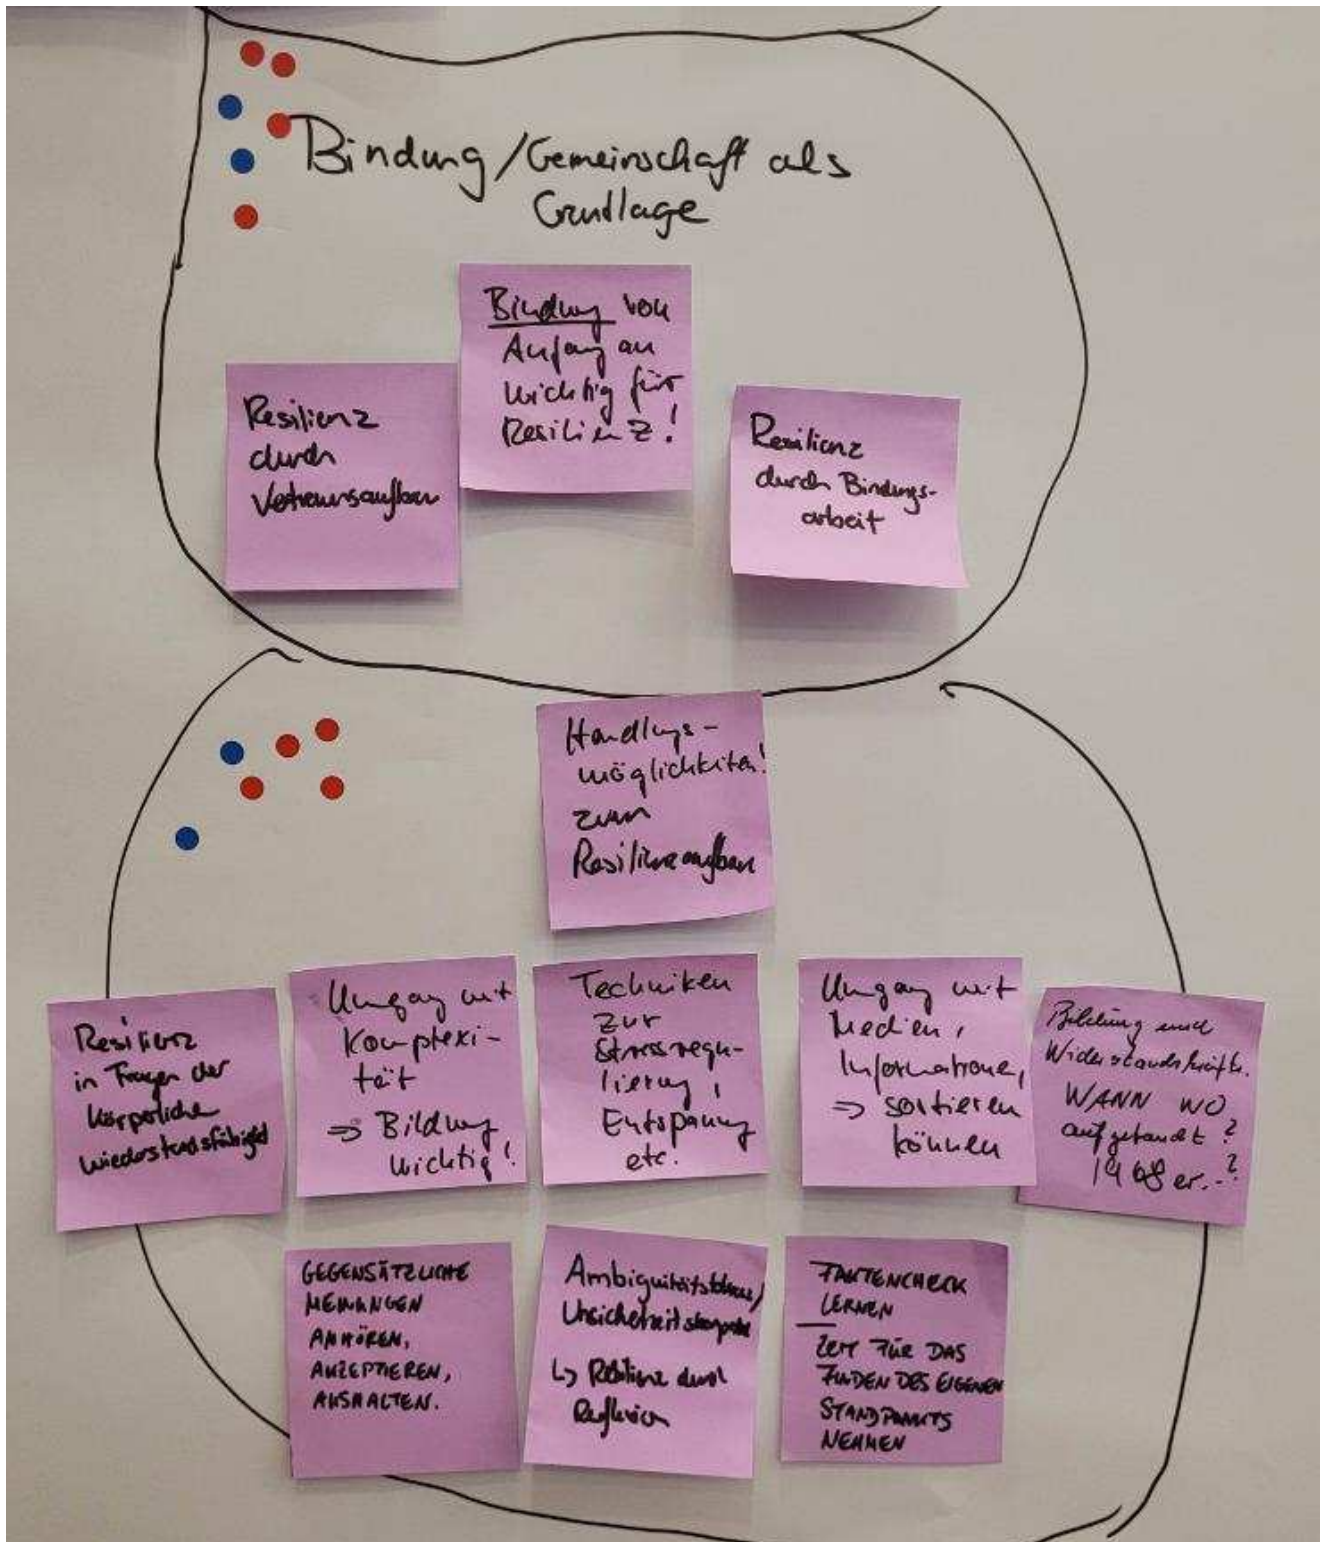 Bindung / Gemeinschaft als
Grundlage
Bindung von
Anfang an
wichtig für
Resilienz!
Resilienz
durch
Vertrauensaufbau
Resilienz
durch Bindungs-
arbeit
Handlungs-
möglichkeiten!
zum
Resilienzaufbau
Resilienz
in Fragen der
körperliche
wiederstandsfähigkeit
Umgang mit
Komplexi-
tät
⇒ Bildung
wichtig!
Techniken
zur
Stressregu-
lierung,
Entspannung
etc.
Umgang mit
Medien,
Informationen,
⇒ sortieren
können
Bildung und
Widerstandskräfte.
WANN WO
aufgetaucht?
1968er..?
GEGENSÄTZLICHE
MEINUNGEN
ANHÖREN,
AKZEPTIEREN,
AUSHALTEN.
Ambiguitätstoleranz/
Unsicherheitskompetenz
↳ Resilienz durch
Reflexion
FAKTENCHECK
LERNEN
ZEIT FÜR DAS
FINDEN DES EIGENEN
STANDPUNKTS
NEHMEN